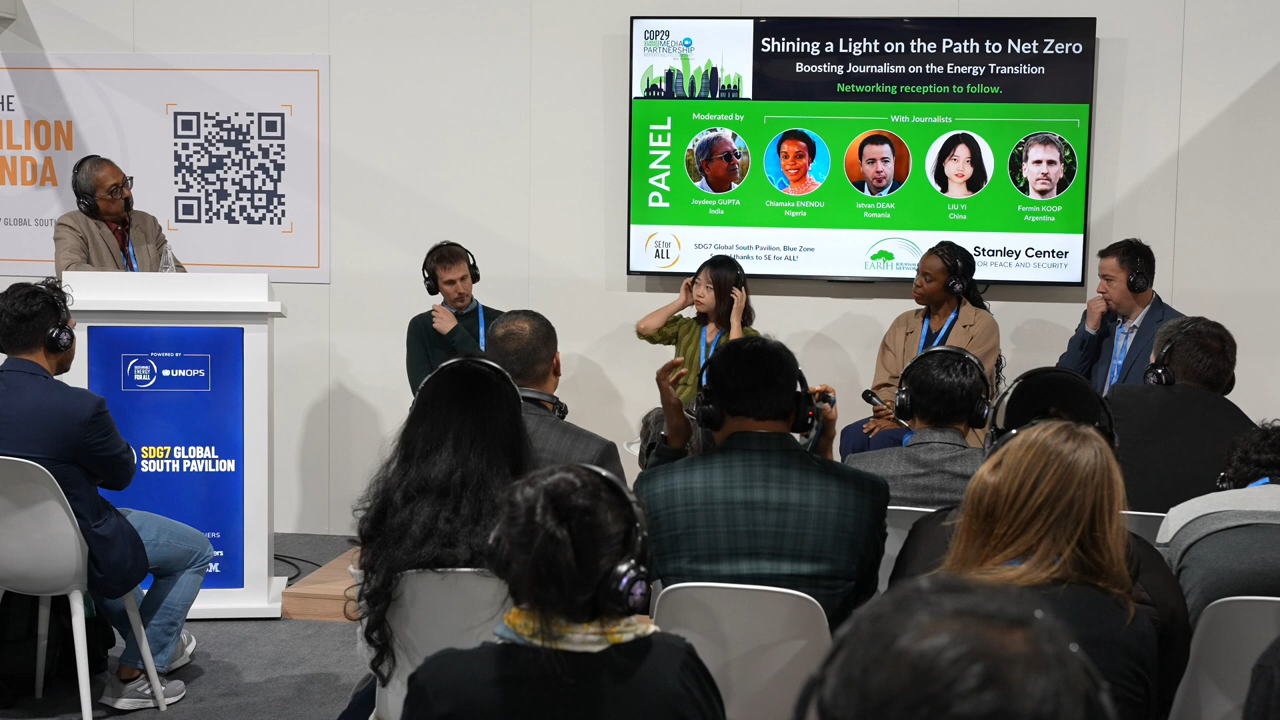 HE
ILION
NDA
GLOBAL SOUT
POWERED BY
SUSTAINABLE
ENERGY
FOR ALL
UNOPS
SDG7 GLOBAL
SOUTH PAVILION
COP29
MEDIA
PARTNERSHIP
Shining a Light on the Path to Net Zero
Boosting Journalism on the Energy Transition
Networking reception to follow.
PANEL
Moderated by
With Journalists
Joydeep GUPTA
India
Chiamaka ENENDU
Nigeria
Istvan DEAK
Romania
LIU Yi
China
Fermin KOOP
Argentina
SE for
ALL
SDG7 Global South Pavilion, Blue Zone
thanks to SE for ALL!
EARTH JOURNALISM
NETWORK
Stanley Center
FOR PEACE AND SECURITY